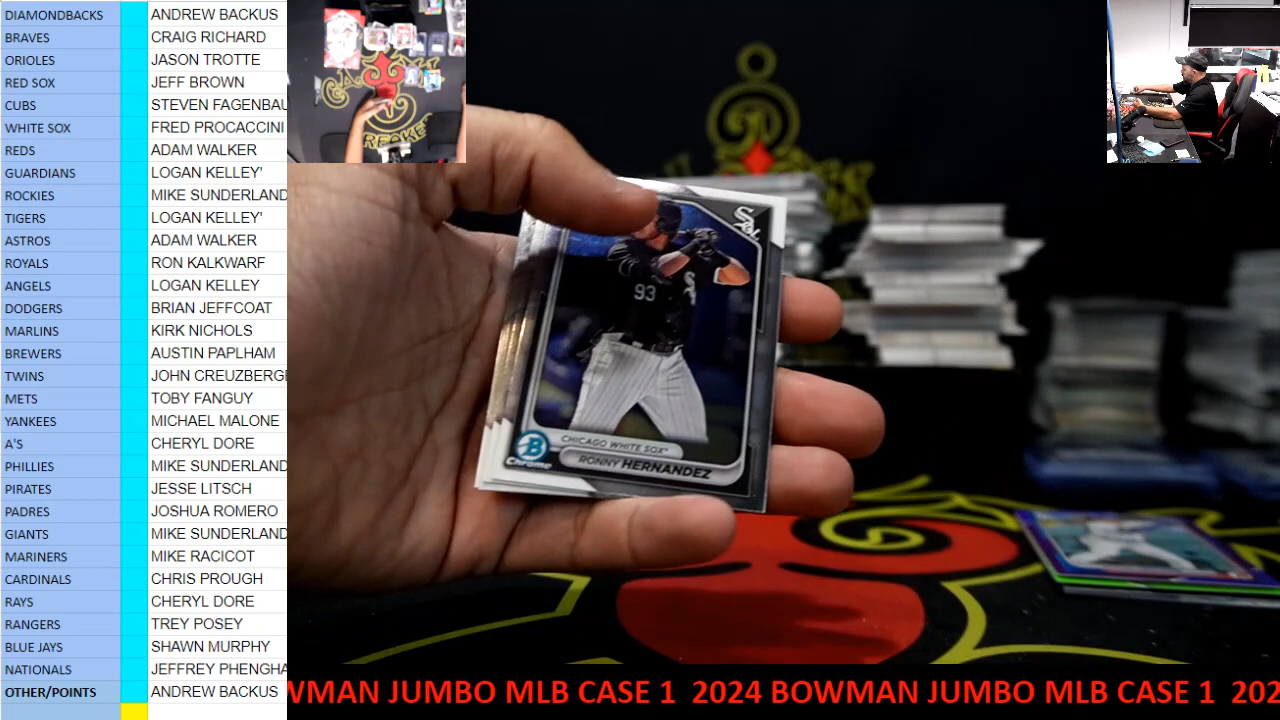 DIAMONDBACKS ANDREW BACKUS
BRAVES CRAIG RICHARD
ORIOLES JASON TROTTE
RED SOX JEFF BROWN
CUBS STEVEN FAGENBAU
WHITE SOX FRED PROCACCINI
REDS ADAM WALKER
GUARDIANS LOGAN KELLEY'
ROCKIES MIKE SUNDERLAND
TIGERS LOGAN KELLEY'
ASTROS ADAM WALKER
ROYALS RON KALKWARF
ANGELS LOGAN KELLEY
DODGERS BRIAN JEFFCOAT
MARLINS KIRK NICHOLS
BREWERS AUSTIN PAPLHAM
TWINS JOHN CREUZBERGE
METS TOBY FANGUY
YANKEES MICHAEL MALONE
A'S CHERYL DORE
PHILLIES MIKE SUNDERLAND
PIRATES JESSE LITSCH
PADRES JOSHUA ROMERO
GIANTS MIKE SUNDERLAND
MARINERS MIKE RACICOT
CARDINALS CHRIS PROUGH
RAYS CHERYL DORE
RANGERS TREY POSEY
BLUE JAYS SHAWN MURPHY
NATIONALS JEFFREY PHENGHA
OTHER/POINTS ANDREW BACKUS
SOX
93
B
CHICAGO WHITE SOX™
Chrome RONNY HERNANDEZ
WMAN JUMBO MLB CASE 1 2024 BOWMAN JUMBO MLB CASE 1 202